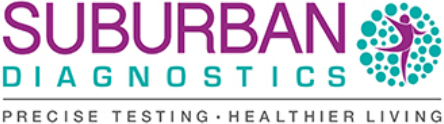 SUBURBAN
DIAGNOSTICS
PRECISE TESTING · HEALTHIER LIVING